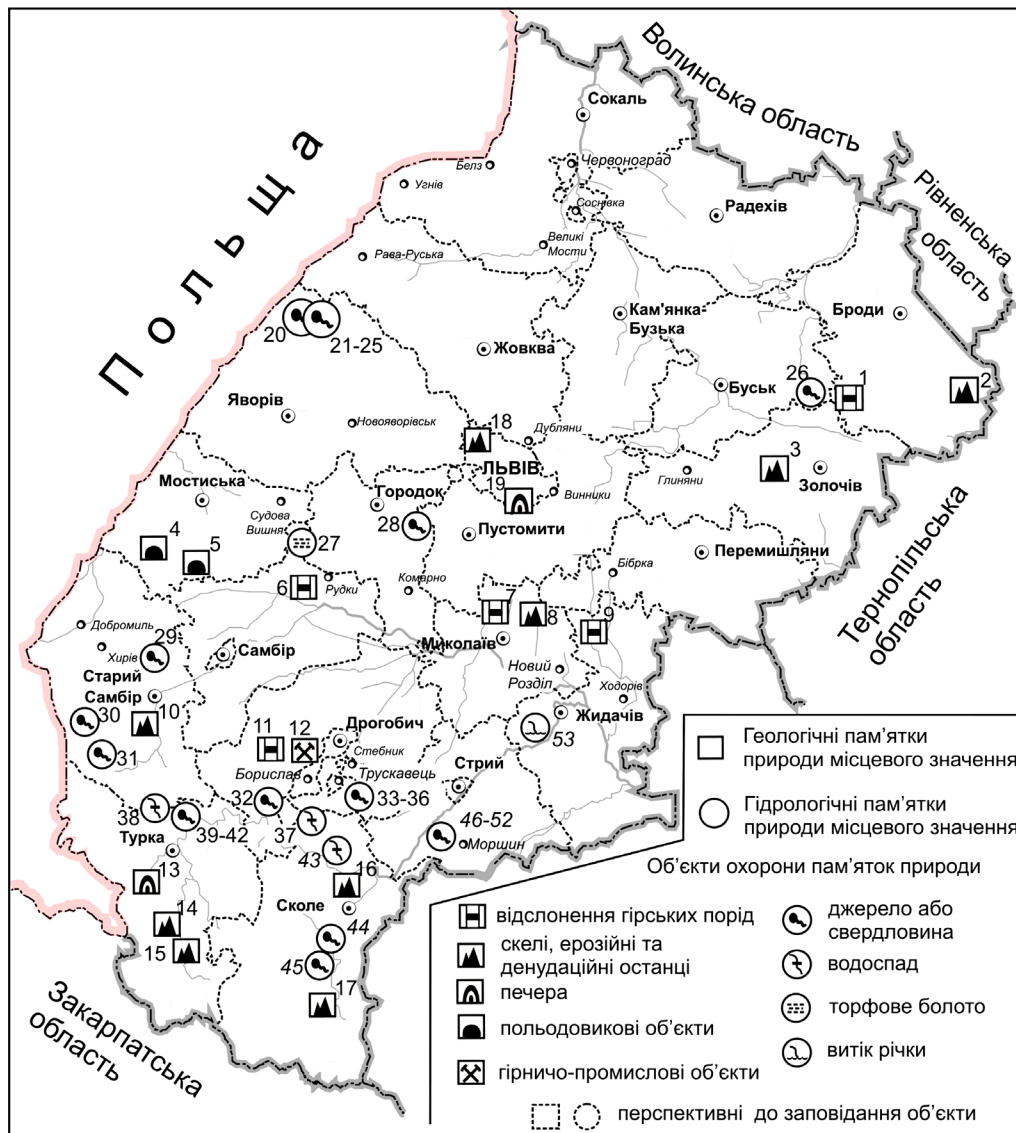 Польща
Волинська область
Рівненська
область
Тернопільська
область
Закарпатська
область
Сокаль
Белз
Червоноград
Угнів
Соснівка
Радехів
Великі
Мости
Рава-Руська
20
21-25
Кам'янка-
Бузька
Броди
Жовква
Буськ
26
1
2
Яворів
Новояворівськ
18
Дубляни
ЛЬВІВ
19
Винники
Глиняни
3
Золочів
Мостиська
Судова
Вишня
Городок
28
Пустомити
27
4
5
Перемишляни
Бібрка
6
Рудки
Комарно
7
8
9
Миколаїв
Добромиль
Хирів
29
Самбір
Старий
Самбір
Новий
Розділ
Ходорів
30
10
31
11
12
Дрогобич
Стебник
Борислав
Трускавець
53
Жидачів
Стрий
32
33-36
38
39-42
37
43
46-52
Моршин
Турка
13
16
Сколе
14
15
44
45
17
Геологічні пам’ятки
природи місцевого значення
Гідрологічні пам’ятки
природи місцевого значення
Об’єкти охорони пам’яток природи
відслонення гірських порід
скелі, ерозійні та
денудаційні останці
печера
польодовикові об’єкти
гірничо-промислові об’єкти
джерело або
свердловина
водоспад
торфове болото
витік річки
перспективні до заповідання об’єкти